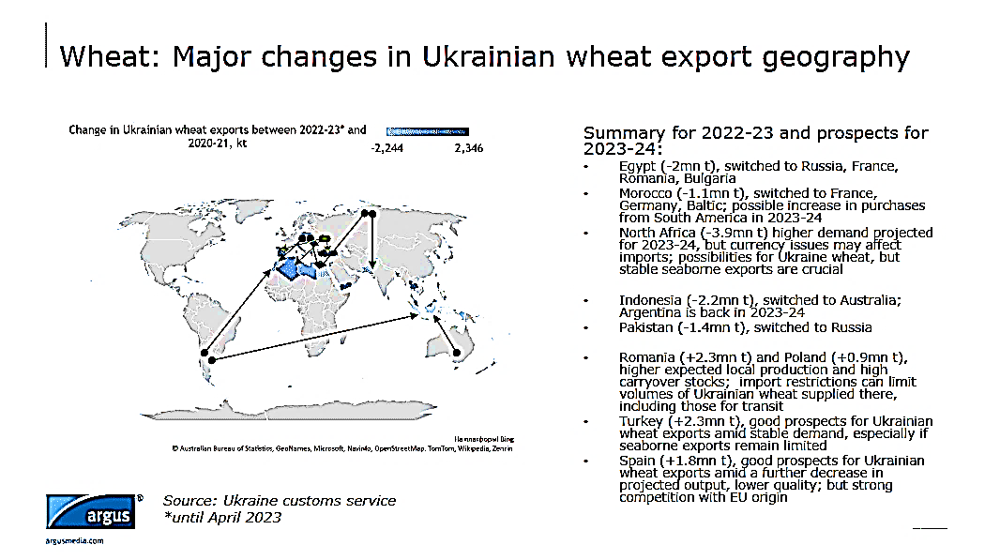 Wheat: Major changes in Ukrainian wheat export geography
Change in Ukrainian wheat exports between 2022-23* and
2020-21, kt
-2,244
2,346
© Australian Bureau of Statistics, GeoNames, Microsoft, Navinfo, OpenStreetMap, TomTom, Wikipedia, Zenrin
Summary for 2022-23 and prospects for
2023-24:
• Egypt (-2mn t), switched to Russia, France,
Romania, Bulgaria
• Morocco (-1.1mn t), switched to France,
Germany, Baltic; possible increase in purchases
from South America in 2023-24
• North Africa (-3.9mn t) higher demand projected
for 2023-24, but currency issues may affect
imports; possibilities for Ukraine wheat, but
stable seaborne exports are crucial
• Indonesia (-2.2mn t), switched to Australia;
Argentina is back in 2023-24
• Pakistan (-1.4mn t), switched to Russia
• Romania (+2.3mn t) and Poland (+0.9mn t),
higher expected local production and high
carryover stocks; import restrictions can limit
volumes of Ukrainian wheat supplied there,
including those for transit
• Turkey (+2.3mn t), good prospects for Ukrainian
wheat exports amid stable demand, especially if
seaborne exports remain limited
• Spain (+1.8mn t), good prospects for Ukrainian
wheat exports amid a further decrease in
projected output, lower quality; but strong
competition with EU origin
argus®
argusmedia.com
Source: Ukraine customs service
*until April 2023